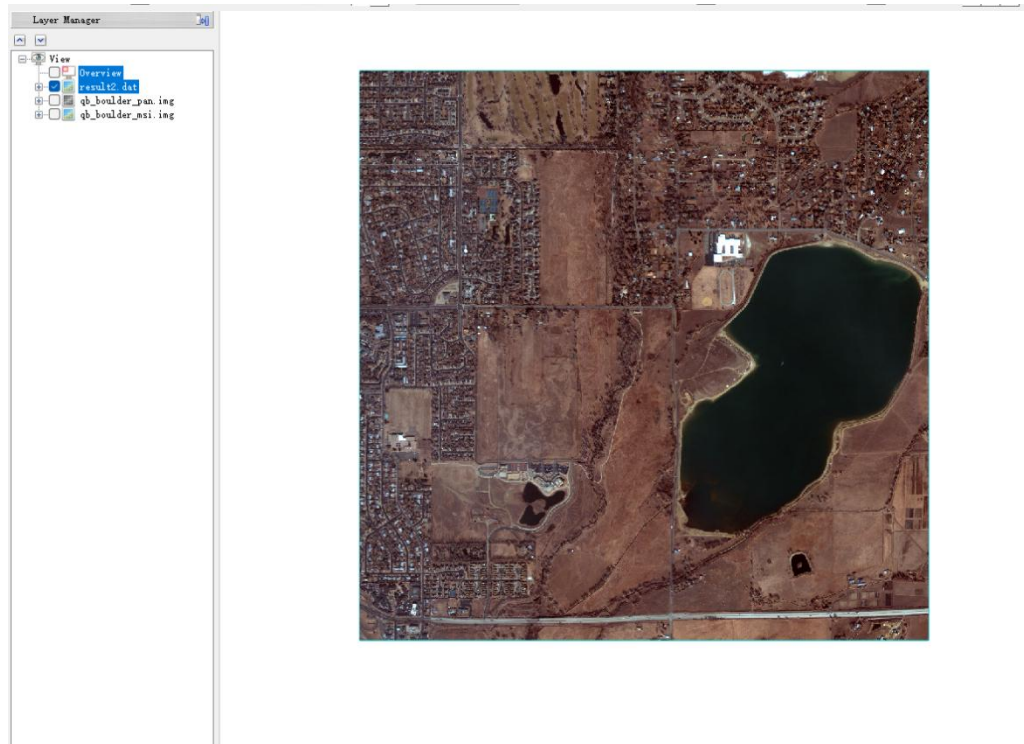 Layer Manager
View
Overview
result2.dat
qb_boulder_pan.img
qb_boulder_msi.img